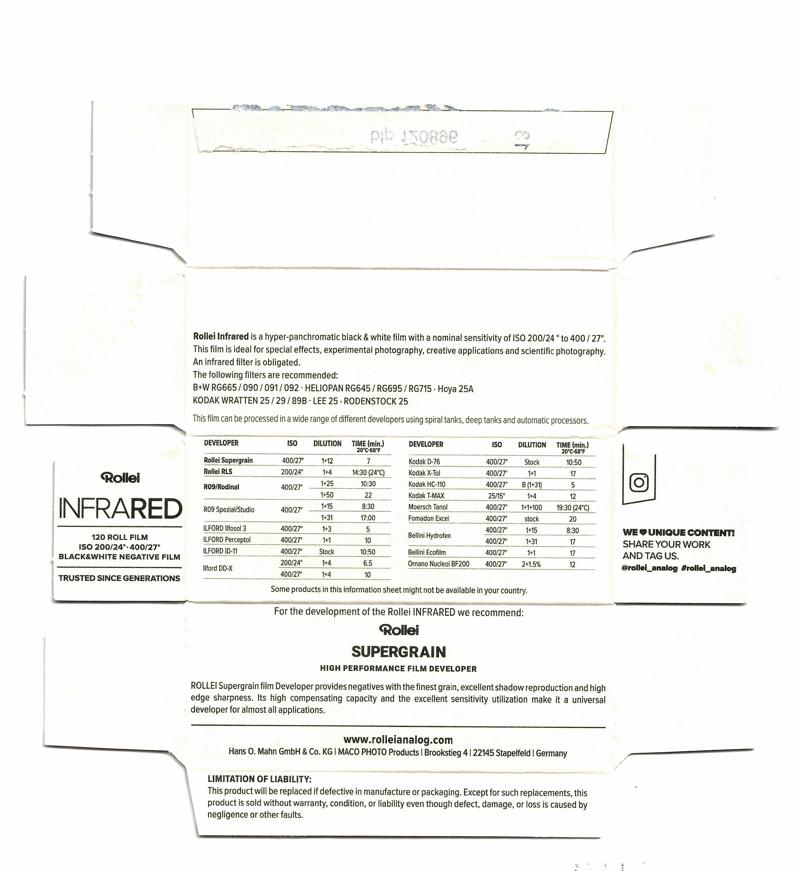 pip 120896 13
Rollei Infrared is a hyper-panchromatic black & white film with a nominal sensitivity of ISO 200/24 ° to 400 / 27°.
This film is ideal for special effects, experimental photography, creative applications and scientific photography.
An infrared filter is obligated.
The following filters are recommended:
B+W RG665 / 090 / 091 / 092 · HELIOPAN RG645 / RG695 / RG715 · Hoya 25A
KODAK WRATTEN 25 / 29 / 89B · LEE 25 · RODENSTOCK 25
This film can be processed in a wide range of different developers using spiral tanks, deep tanks and automatic processors.
Rollei
INFRARED
120 ROLL FILM
ISO 200/24°·400/27°
BLACK&WHITE NEGATIVE FILM
TRUSTED SINCE GENERATIONS
DEVELOPER ISO DILUTION TIME (min.)
20°C-68°F
Rollei Supergrain 400/27° 1+12 7
Rollei RLS 200/24° 1+4 14:30 (24°C)
R09/Rodinal 400/27° 1+25 10:30
1+50 22
R09 Spezial/Studio 400/27° 1+15 8:30
1+31 17:00
ILFORD Ilfosol 3 400/27° 1+3 5
ILFORD Perceptol 400/27° 1+1 10
ILFORD ID-11 400/27° Stock 10:50
Ilford DD-X 200/24° 1+4 6.5
400/27° 1+4 10
DEVELOPER ISO DILUTION TIME (min.)
20°C-68°F
Kodak D-76 400/27° Stock 10:50
Kodak X-Tol 400/27° 1+1 17
Kodak HC-110 400/27° B (1+31) 5
Kodak T-MAX 25/15° 1+4 12
Moersch Tanol 400/27° 1+1+100 19:30 (24°C)
Fomadon Excel 400/27° stock 20
Bellini Hydrofen 400/27° 1+15 8:30
400/27° 1+31 17
Bellini Ecofilm 400/27° 1+1 17
Ornano Nucleol BF200 400/27° 2+1.5% 12
Some products in this information sheet might not be available in your country.
WE ♥ UNIQUE CONTENT!
SHARE YOUR WORK
AND TAG US.
@rollei_analog #rollei_analog
For the development of the Rollei INFRARED we recommend:
Rollei
SUPERGRAIN
HIGH PERFORMANCE FILM DEVELOPER
ROLLEI Supergrain film Developer provides negatives with the finest grain, excellent shadow reproduction and high
edge sharpness. Its high compensating capacity and the excellent sensitivity utilization make it a universal
developer for almost all applications.
www.rolleianalog.com
Hans O. Mahn GmbH & Co. KG | MACO PHOTO Products | Brookstieg 4 | 22145 Stapelfeld | Germany
LIMITATION OF LIABILITY:
This product will be replaced if defective in manufacture or packaging. Except for such replacements, this
product is sold without warranty, condition, or liability even though defect, damage, or loss is caused by
negligence or other faults.